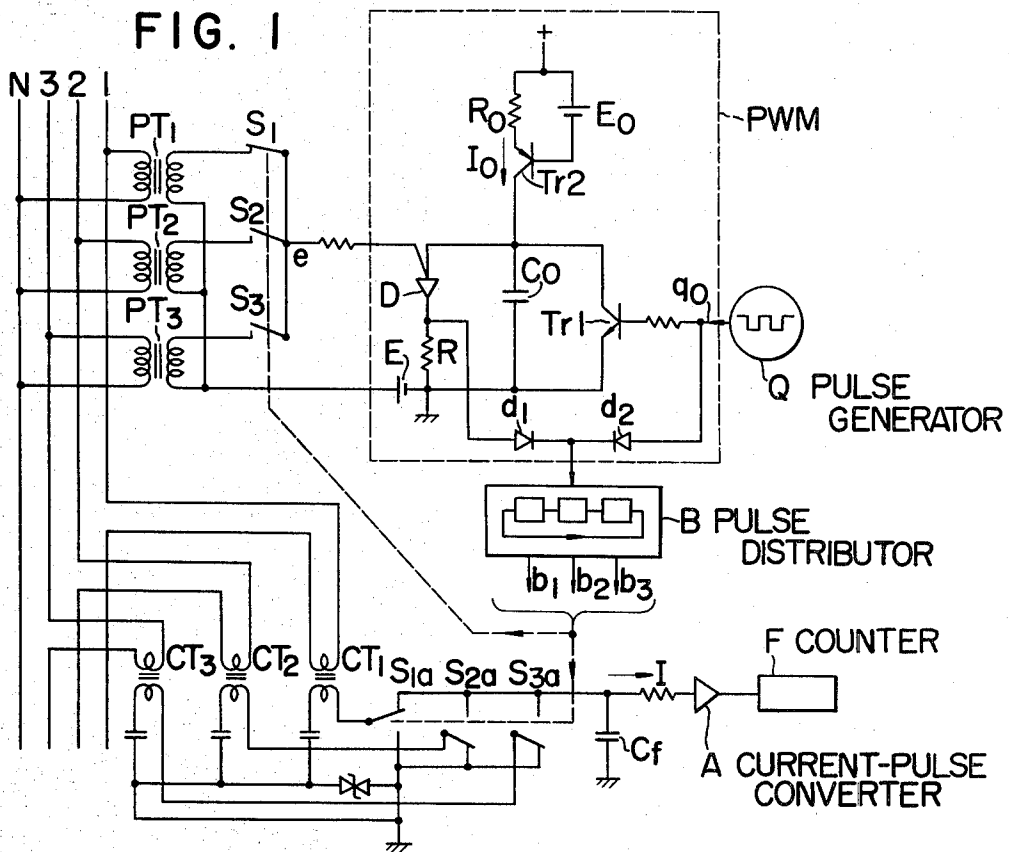 FIG. 1
N 3 2 1
PT1
S1
PT2
S2
e
PT3
S3
+
R0
E0
I0
Tr2
PWM
D
C0
Tr1
q0
E
R
Q PULSE
GENERATOR
d1
d2
B PULSE
DISTRIBUTOR
b1 b2 b3
CT3 CT2 CT1
S1a S2a S3a
I
F COUNTER
Cf
A CURRENT-PULSE
CONVERTER